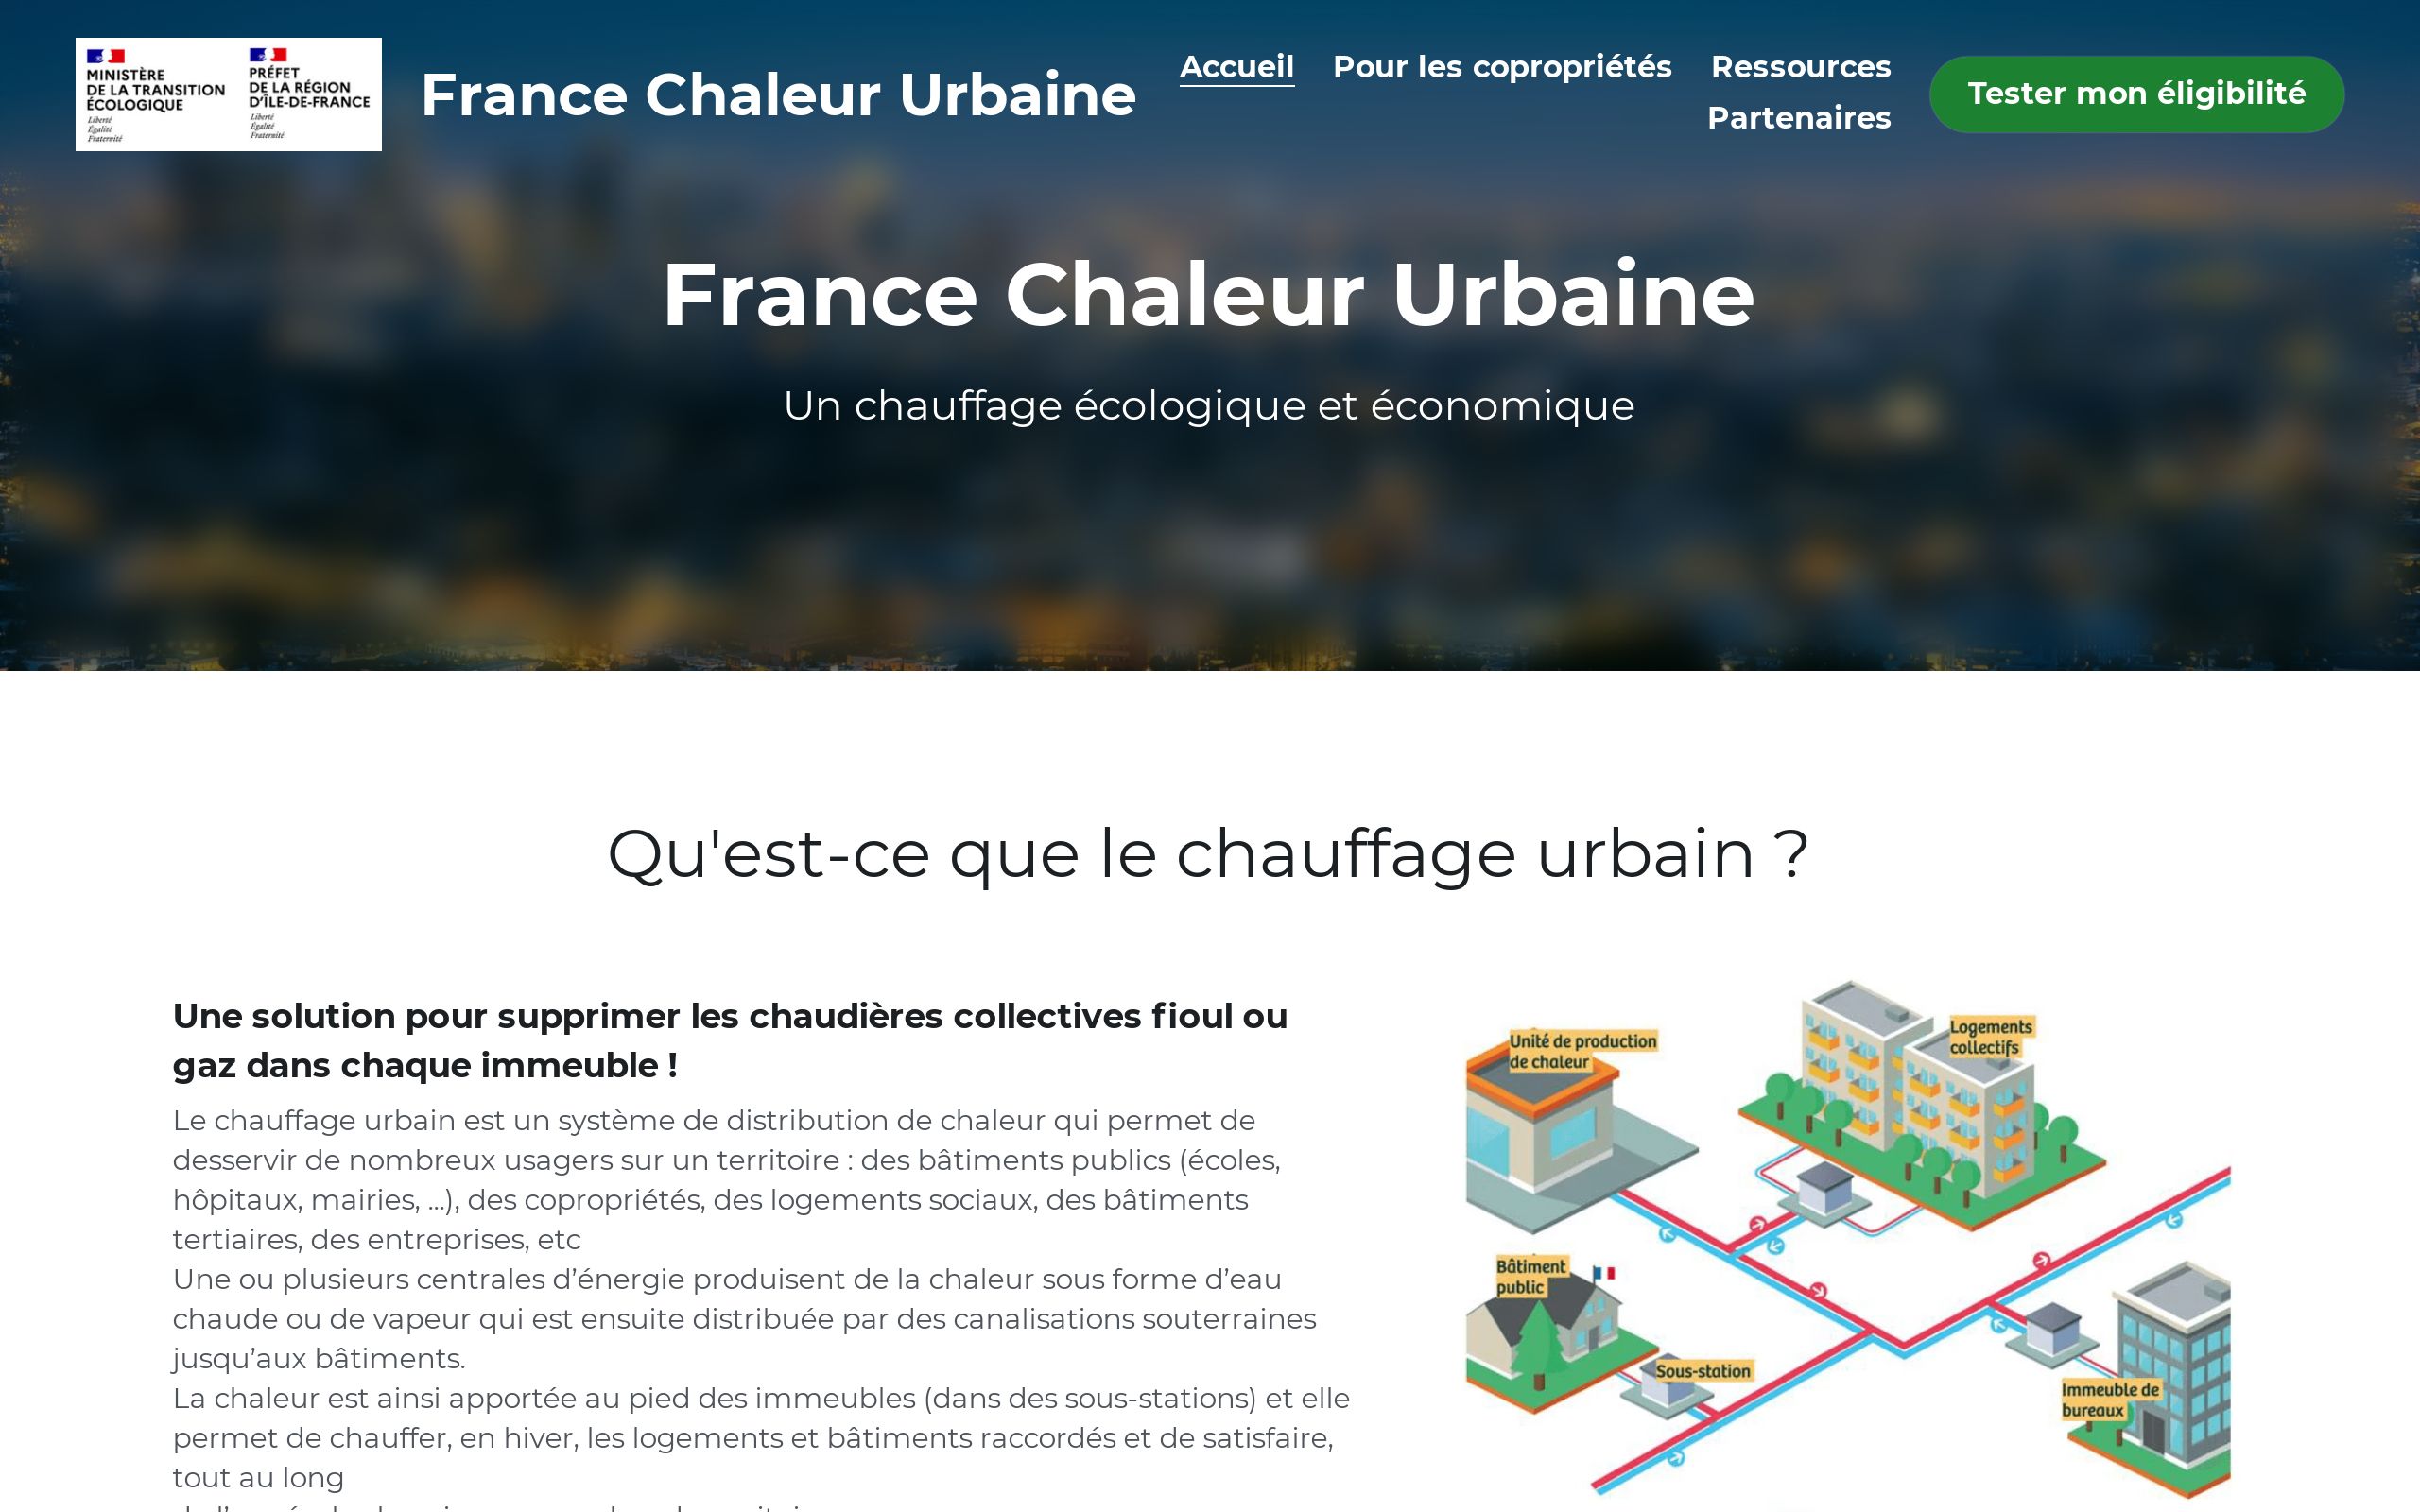 MINISTÈRE
DE LA TRANSITION
ÉCOLOGIQUE
Liberté
Égalité
Fraternité
PRÉFET
DE LA RÉGION
D'ÎLE-DE-FRANCE
Liberté
Égalité
Fraternité
France Chaleur Urbaine
Accueil Pour les copropriétés Ressources
Partenaires
Tester mon éligibilité
France Chaleur Urbaine
Un chauffage écologique et économique
Qu'est-ce que le chauffage urbain ?
Une solution pour supprimer les chaudières collectives fioul ou
gaz dans chaque immeuble !
Le chauffage urbain est un système de distribution de chaleur qui permet de
desservir de nombreux usagers sur un territoire : des bâtiments publics (écoles,
hôpitaux, mairies, ...), des copropriétés, des logements sociaux, des bâtiments
tertiaires, des entreprises, etc
Une ou plusieurs centrales d’énergie produisent de la chaleur sous forme d’eau
chaude ou de vapeur qui est ensuite distribuée par des canalisations souterraines
jusqu’aux bâtiments.
La chaleur est ainsi apportée au pied des immeubles (dans des sous-stations) et elle
permet de chauffer, en hiver, les logements et bâtiments raccordés et de satisfaire,
tout au long
Unité de production
de chaleur
Logements
collectifs
Bâtiment
public
Sous-station
Immeuble de
bureaux